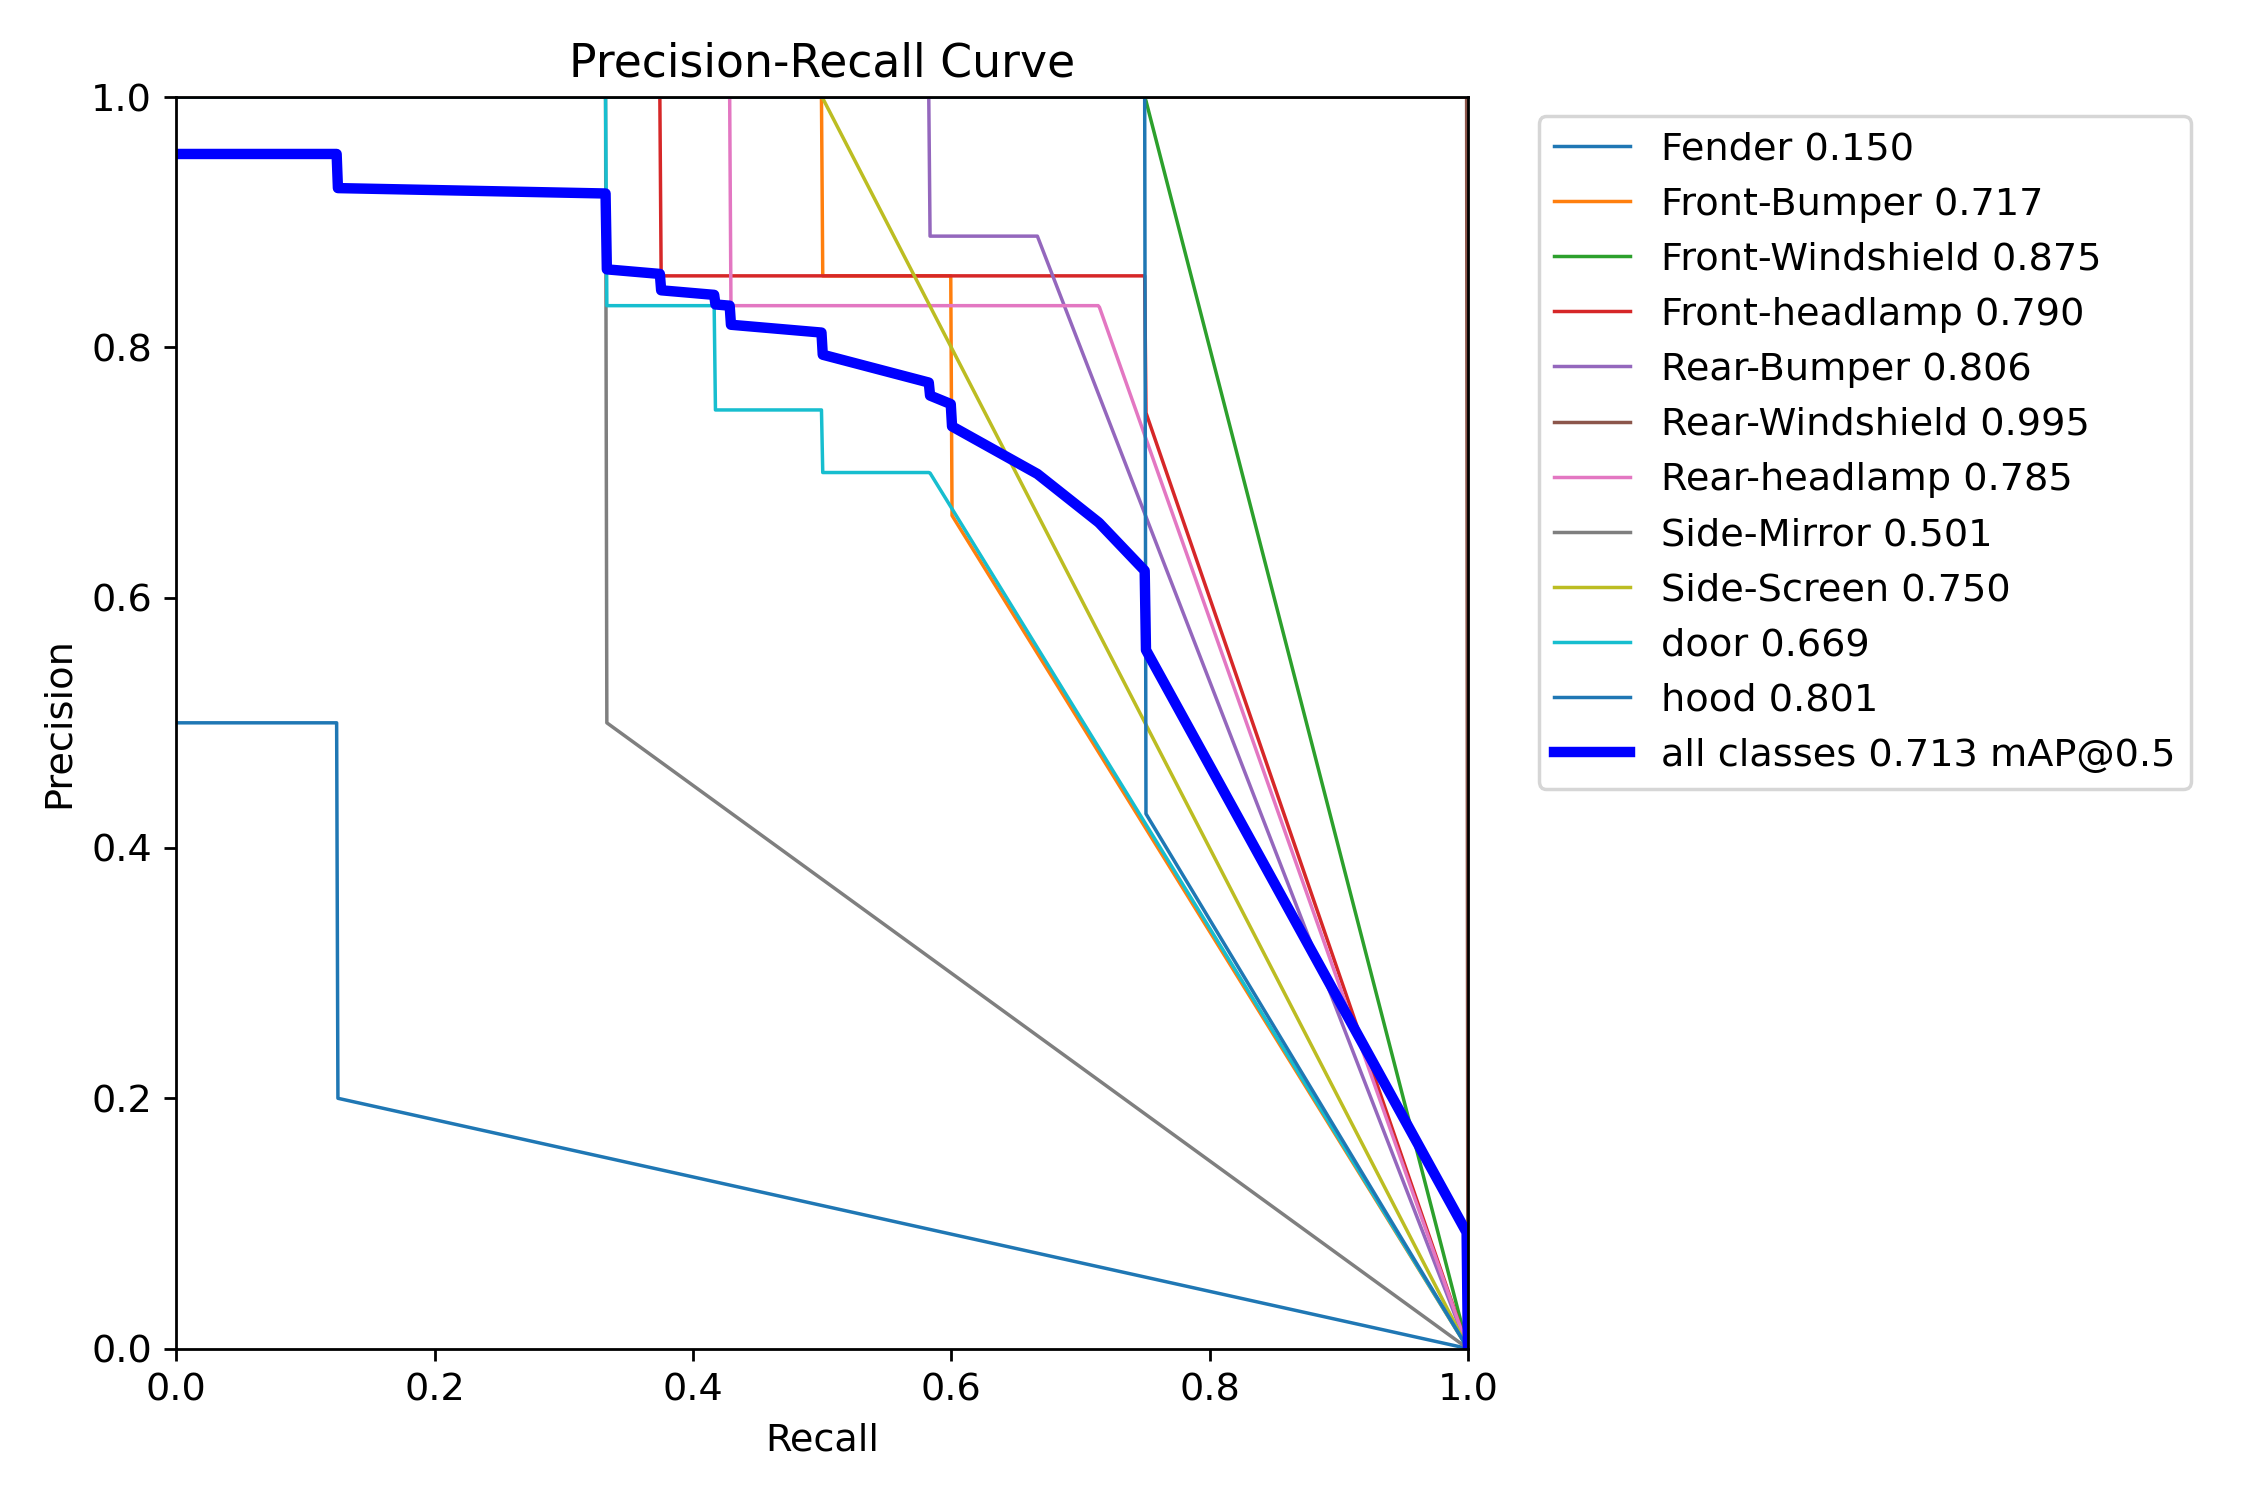 Precision-Recall Curve
1.0
0.8
0.6
0.4
0.2
0.0
Precision
0.0 0.2 0.4 0.6 0.8 1.0
Recall
Fender 0.150
Front-Bumper 0.717
Front-Windshield 0.875
Front-headlamp 0.790
Rear-Bumper 0.806
Rear-Windshield 0.995
Rear-headlamp 0.785
Side-Mirror 0.501
Side-Screen 0.750
door 0.669
hood 0.801
all classes 0.713 mAP@0.5